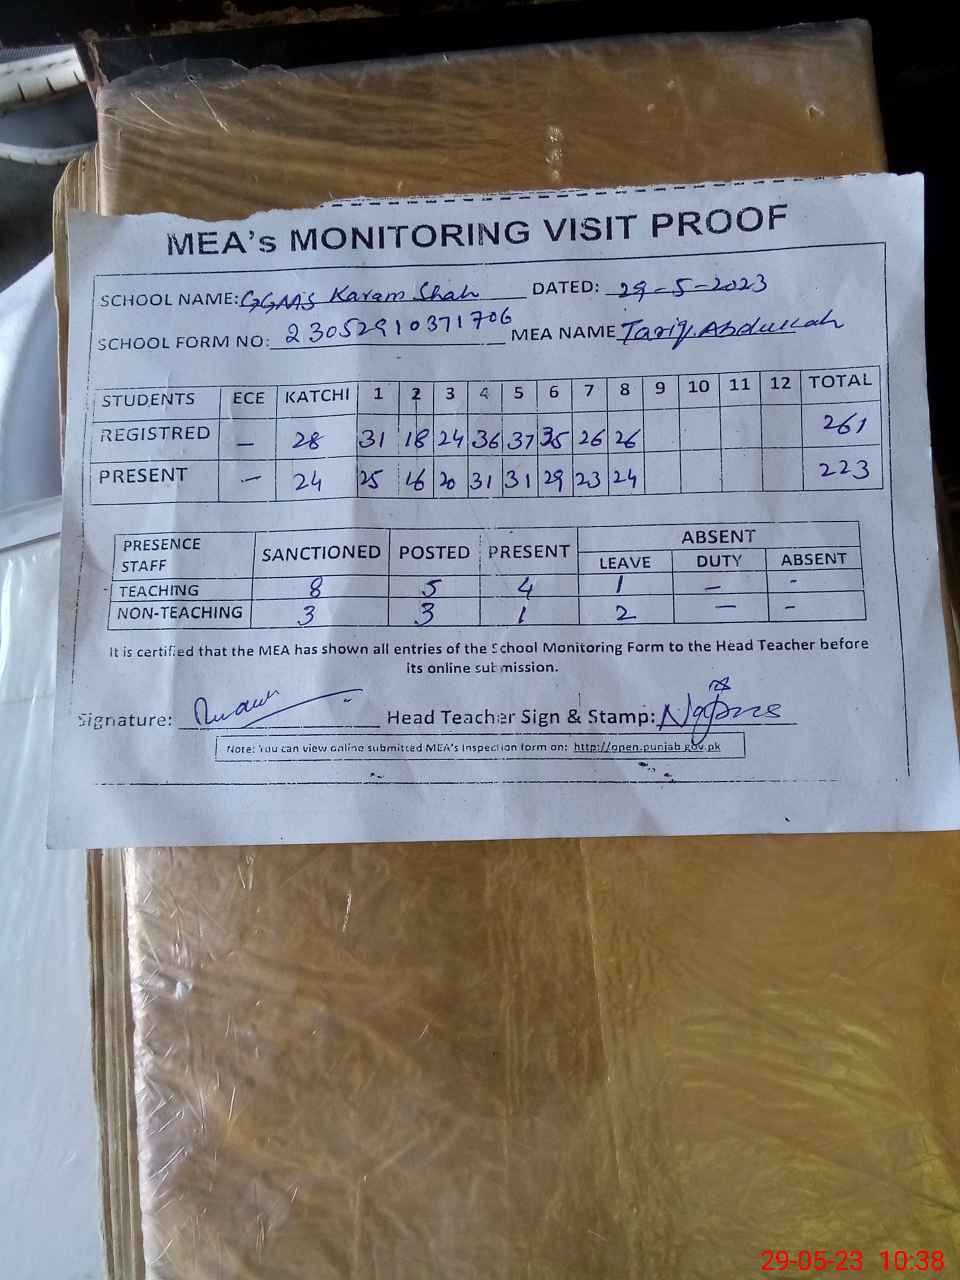 MEA's MONITORING VISIT PROOF
SCHOOL NAME: GGMS Karam Shah DATED: 29-5-2023
SCHOOL FORM NO: 23052910371706 MEA NAME Tariq Abdullah
STUDENTS ECE KATCHI 1 2 3 4 5 6 7 8 9 10 11 12 TOTAL
REGISTRED - 28 31 18 24 36 37 35 26 26 261
PRESENT - 24 25 16 20 31 31 29 23 24 223
PRESENCE STAFF SANCTIONED POSTED PRESENT ABSENT
LEAVE DUTY ABSENT
TEACHING 8 5 4 1 - -
NON-TEACHING 3 3 1 2 - -
It is certified that the MEA has shown all entries of the School Monitoring Form to the Head Teacher before
its online submission.
Signature: Head Teacher Sign & Stamp:
Note: You can view online submitted MEA's Inspection form on: http://open.punjab.gov.pk
29-05-23 10:38